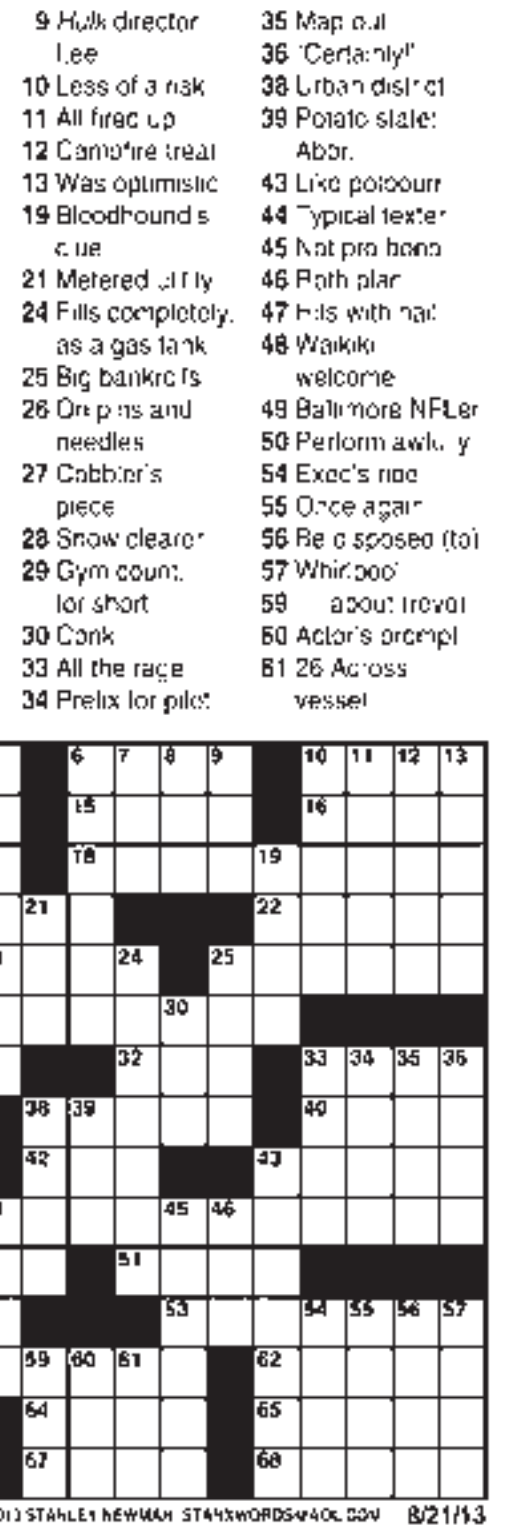 9 Hulk director
Lee
10 Less of a risk
11 All fired up
12 Campfire treat
13 Was optimistic
19 Bloodhound's
clue
21 Metered utility
24 Fills completely,
as a gas tank
25 Big bankrolls
26 On pins and
needles
27 Cobbler's
piece
28 Snow clearer
29 Gym count,
for short
30 Conk
33 All the rage
34 Prefix for pilot
35 Map out
36 "Certainly!"
38 Urban district
39 Potato state:
Abbr.
43 Like potpourri
44 Typical texter
45 Not pro bono
46 Roth plan
47 Hits with hail
48 Waikiki
welcome
49 Baltimore NFLer
50 Perform awfully
54 Exec's ride
55 Once again
56 Be disposed (to)
57 Whirlpool
59 about (roved)
60 Actor's prompt
61 26 Across
vessel
6 7 8 9 10 11 12 13
15 16
18 19
21 22
24 25
30
32 33 34 35 36
38 39 40
42 43
45 46
51
53 54 55 56 57
59 60 61 62
64 65
67 68
STANLEY NEWMAN STANXWORDS@AOL.COM 8/21/13